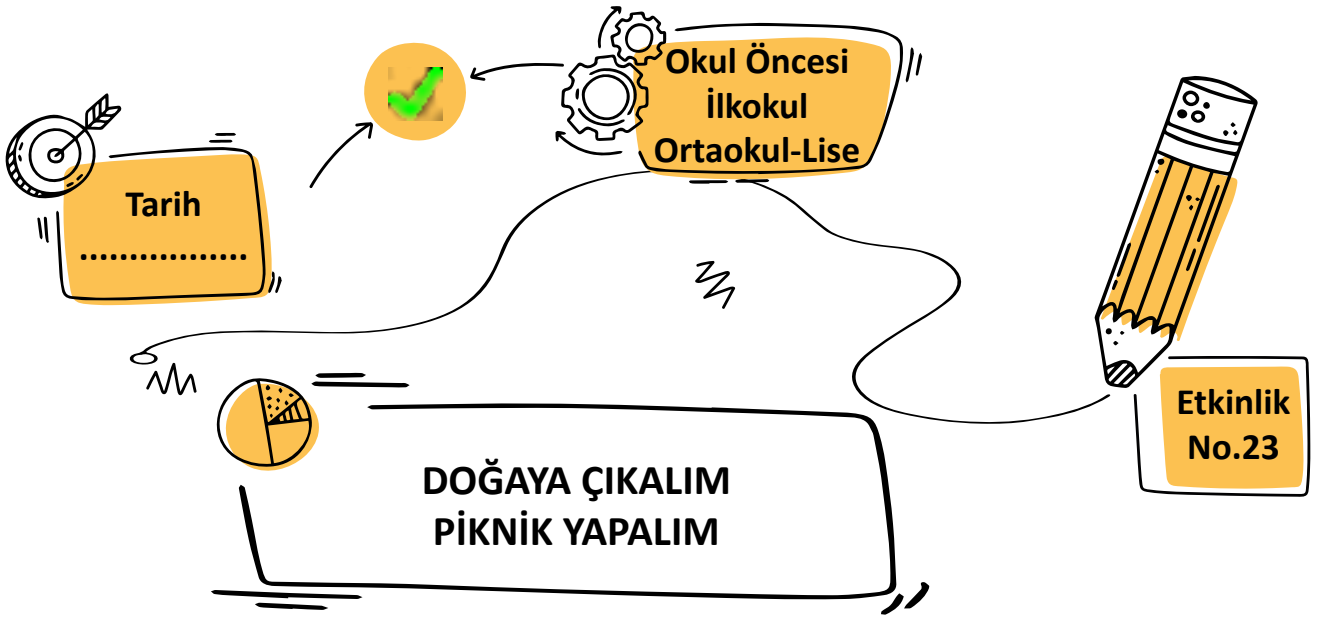 Okul Öncesi
İlkokul
Ortaokul-Lise
Tarih
.................
Etkinlik
No.23
DOĞAYA ÇIKALIM
PİKNİK YAPALIM